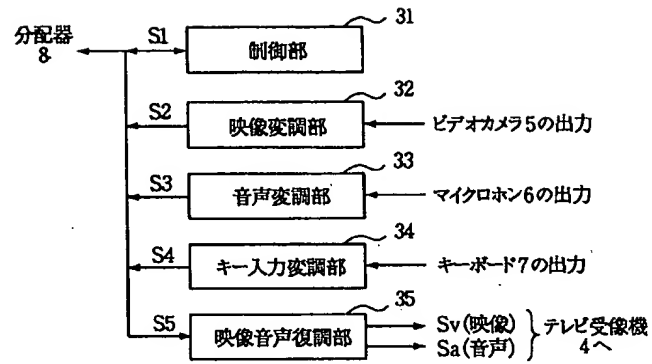 31
分配器
8
S1
制御部
32
S2
映像変調部
ビデオカメラ5の出力
33
S3
音声変調部
マイクロホン6の出力
34
S4
キー入力変調部
キーボード7の出力
35
S5
映像音声復調部
Sv(映像)
Sa(音声)
テレビ受像機
4へ